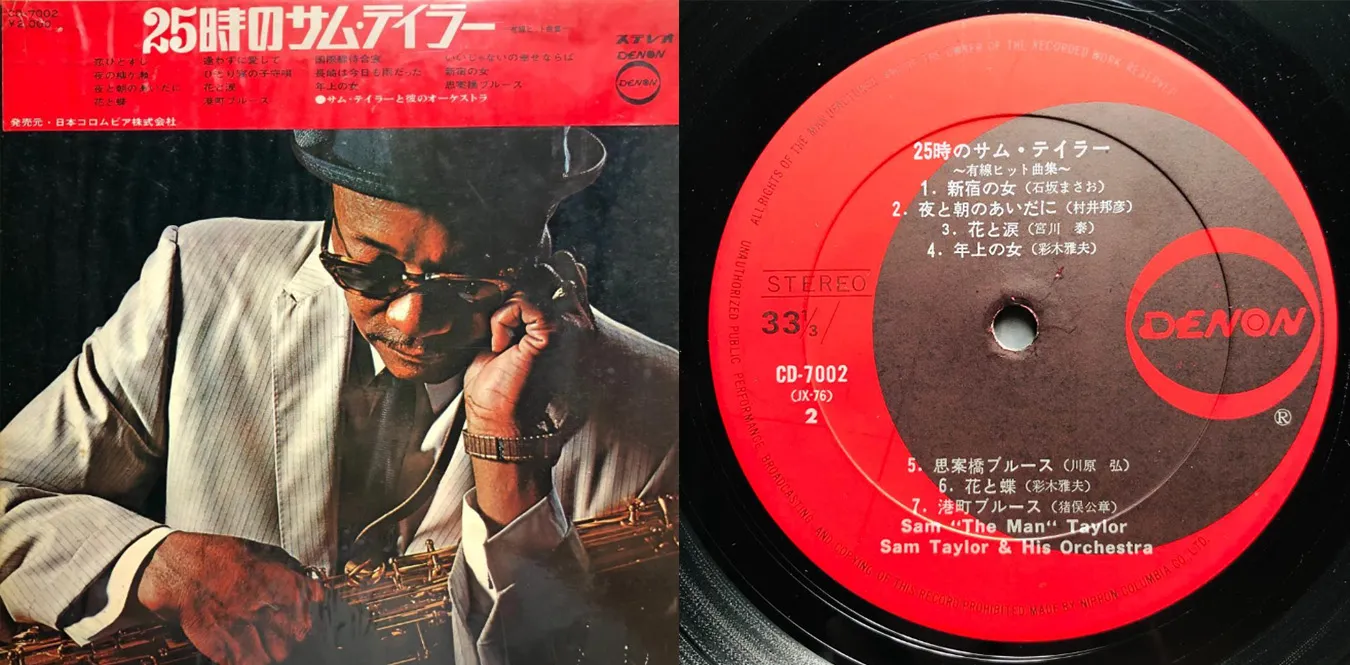 CD-7002
¥2,000
25時のサム・テイラー
〜有線ヒット曲集〜
ステレオ
DENON
DENON
恋ひとすじ
逢わずに愛して
国際線待合室
いいじゃないの幸せならば
夜の柳ヶ瀬
ひとり寝の子守唄
長崎は今日も雨だった
新宿の女
夜と朝のあいだに
花と涙
年上の女
思案橋ブルース
花と蝶
港町ブルース
●サム・テイラーと彼のオーケストラ
発売元・日本コロムビア株式会社
ALL RIGHTS OF THE MANUFACTURER AND OF THE OWNER OF THE RECORDED WORK RESERVED
UNAUTHORIZED PUBLIC PERFORMANCE BROADCASTING AND COPYING OF THIS RECORD PROHIBITED MADE BY NIPPON COLUMBIA CO.,LTD.
25時のサム・テイラー
〜有線ヒット曲集〜
1. 新宿の女(石坂まさお)
2. 夜と朝のあいだに(村井邦彦)
3. 花と涙(宮川 泰)
4. 年上の女(彩木雅夫)
STEREO
33 1/3
CD-7002
(JX-76)
2
DENON
®
5. 思案橋ブルース(川原 弘)
6. 花と蝶(彩木雅夫)
7. 港町ブルース(猪俣公章)
Sam "The Man" Taylor
Sam Taylor & His Orchestra